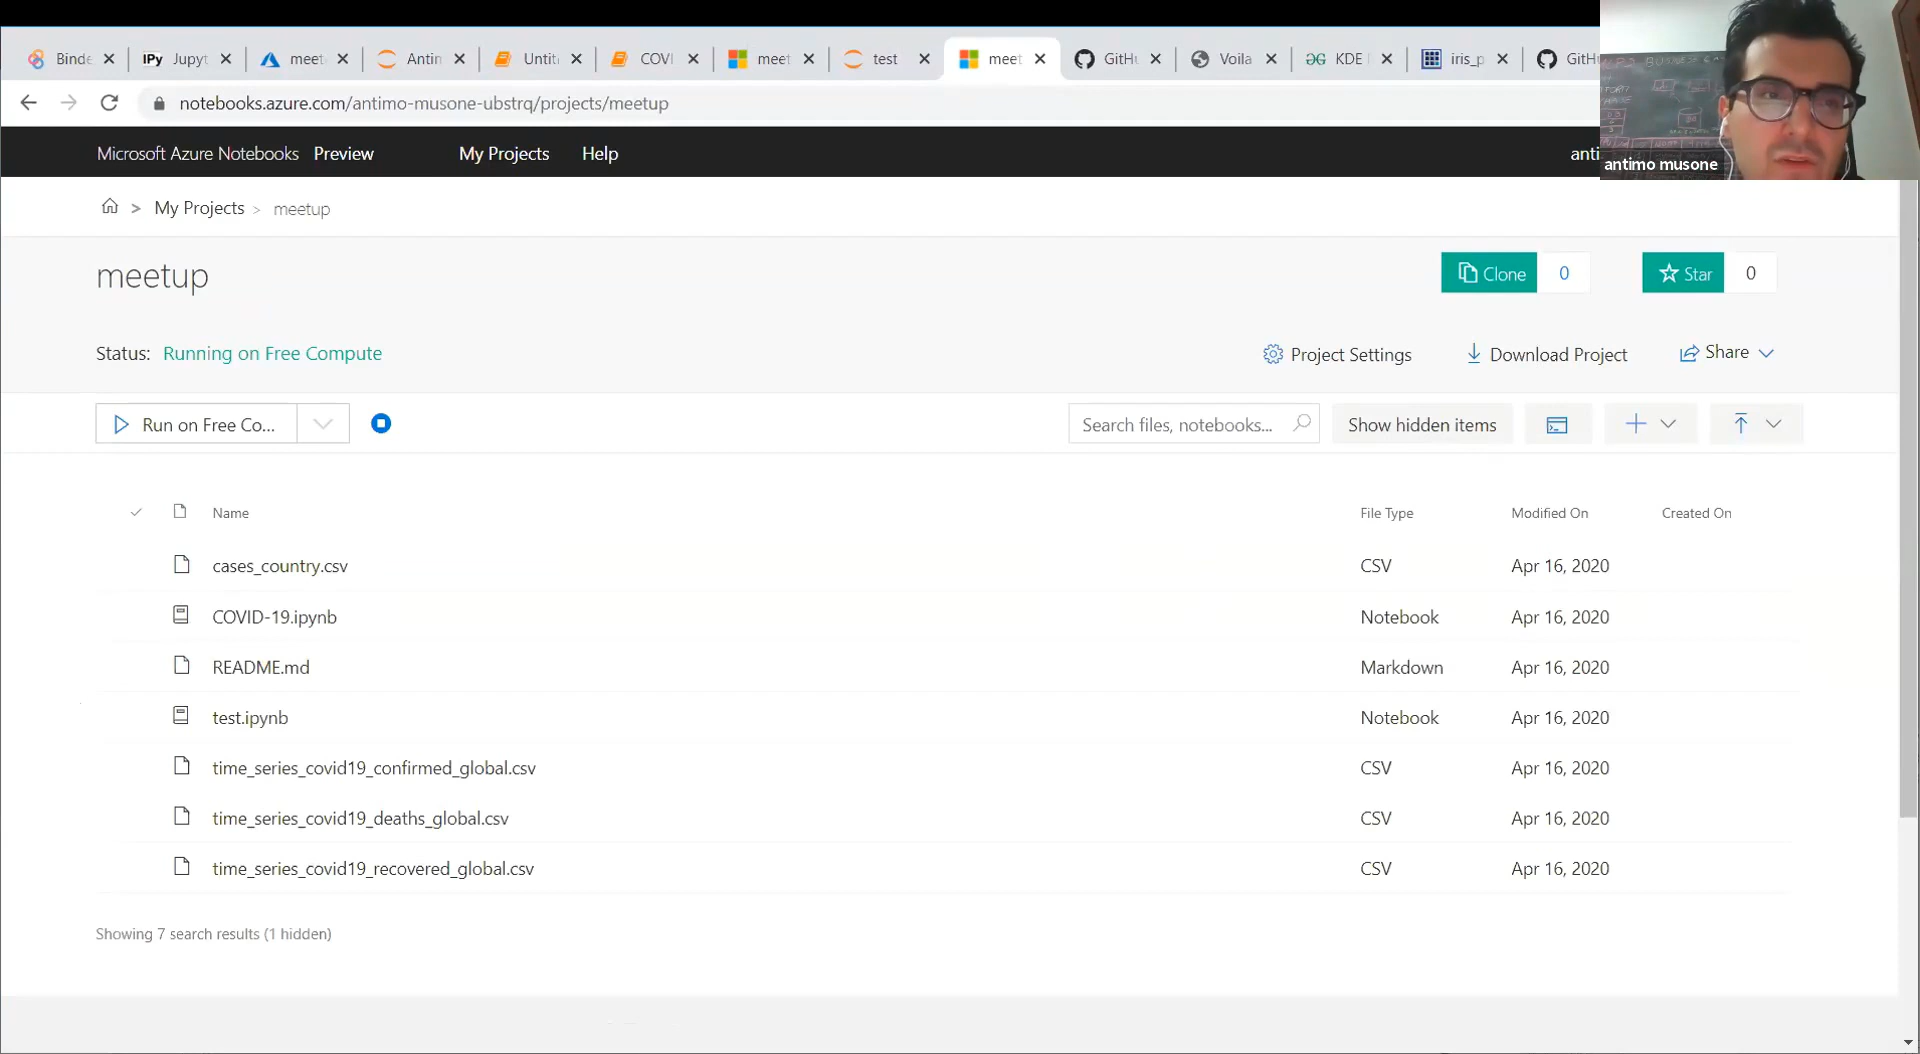 Binde
IPy Jupyt
meet
Antin
Untit
COVI
meet
test
meet
GitHu
Voila
KDE
iris_p
GitH
notebooks.azure.com/antimo-musone-ubstrq/projects/meetup
Microsoft Azure Notebooks Preview My Projects Help anti
antimo musone
> My Projects > meetup
meetup
Clone 0 Star 0
Status: Running on Free Compute
Project Settings Download Project Share
Run on Free Co...
Search files, notebooks... Show hidden items
Name File Type Modified On Created On
cases_country.csv CSV Apr 16, 2020
COVID-19.ipynb Notebook Apr 16, 2020
README.md Markdown Apr 16, 2020
test.ipynb Notebook Apr 16, 2020
time_series_covid19_confirmed_global.csv CSV Apr 16, 2020
time_series_covid19_deaths_global.csv CSV Apr 16, 2020
time_series_covid19_recovered_global.csv CSV Apr 16, 2020
Showing 7 search results (1 hidden)